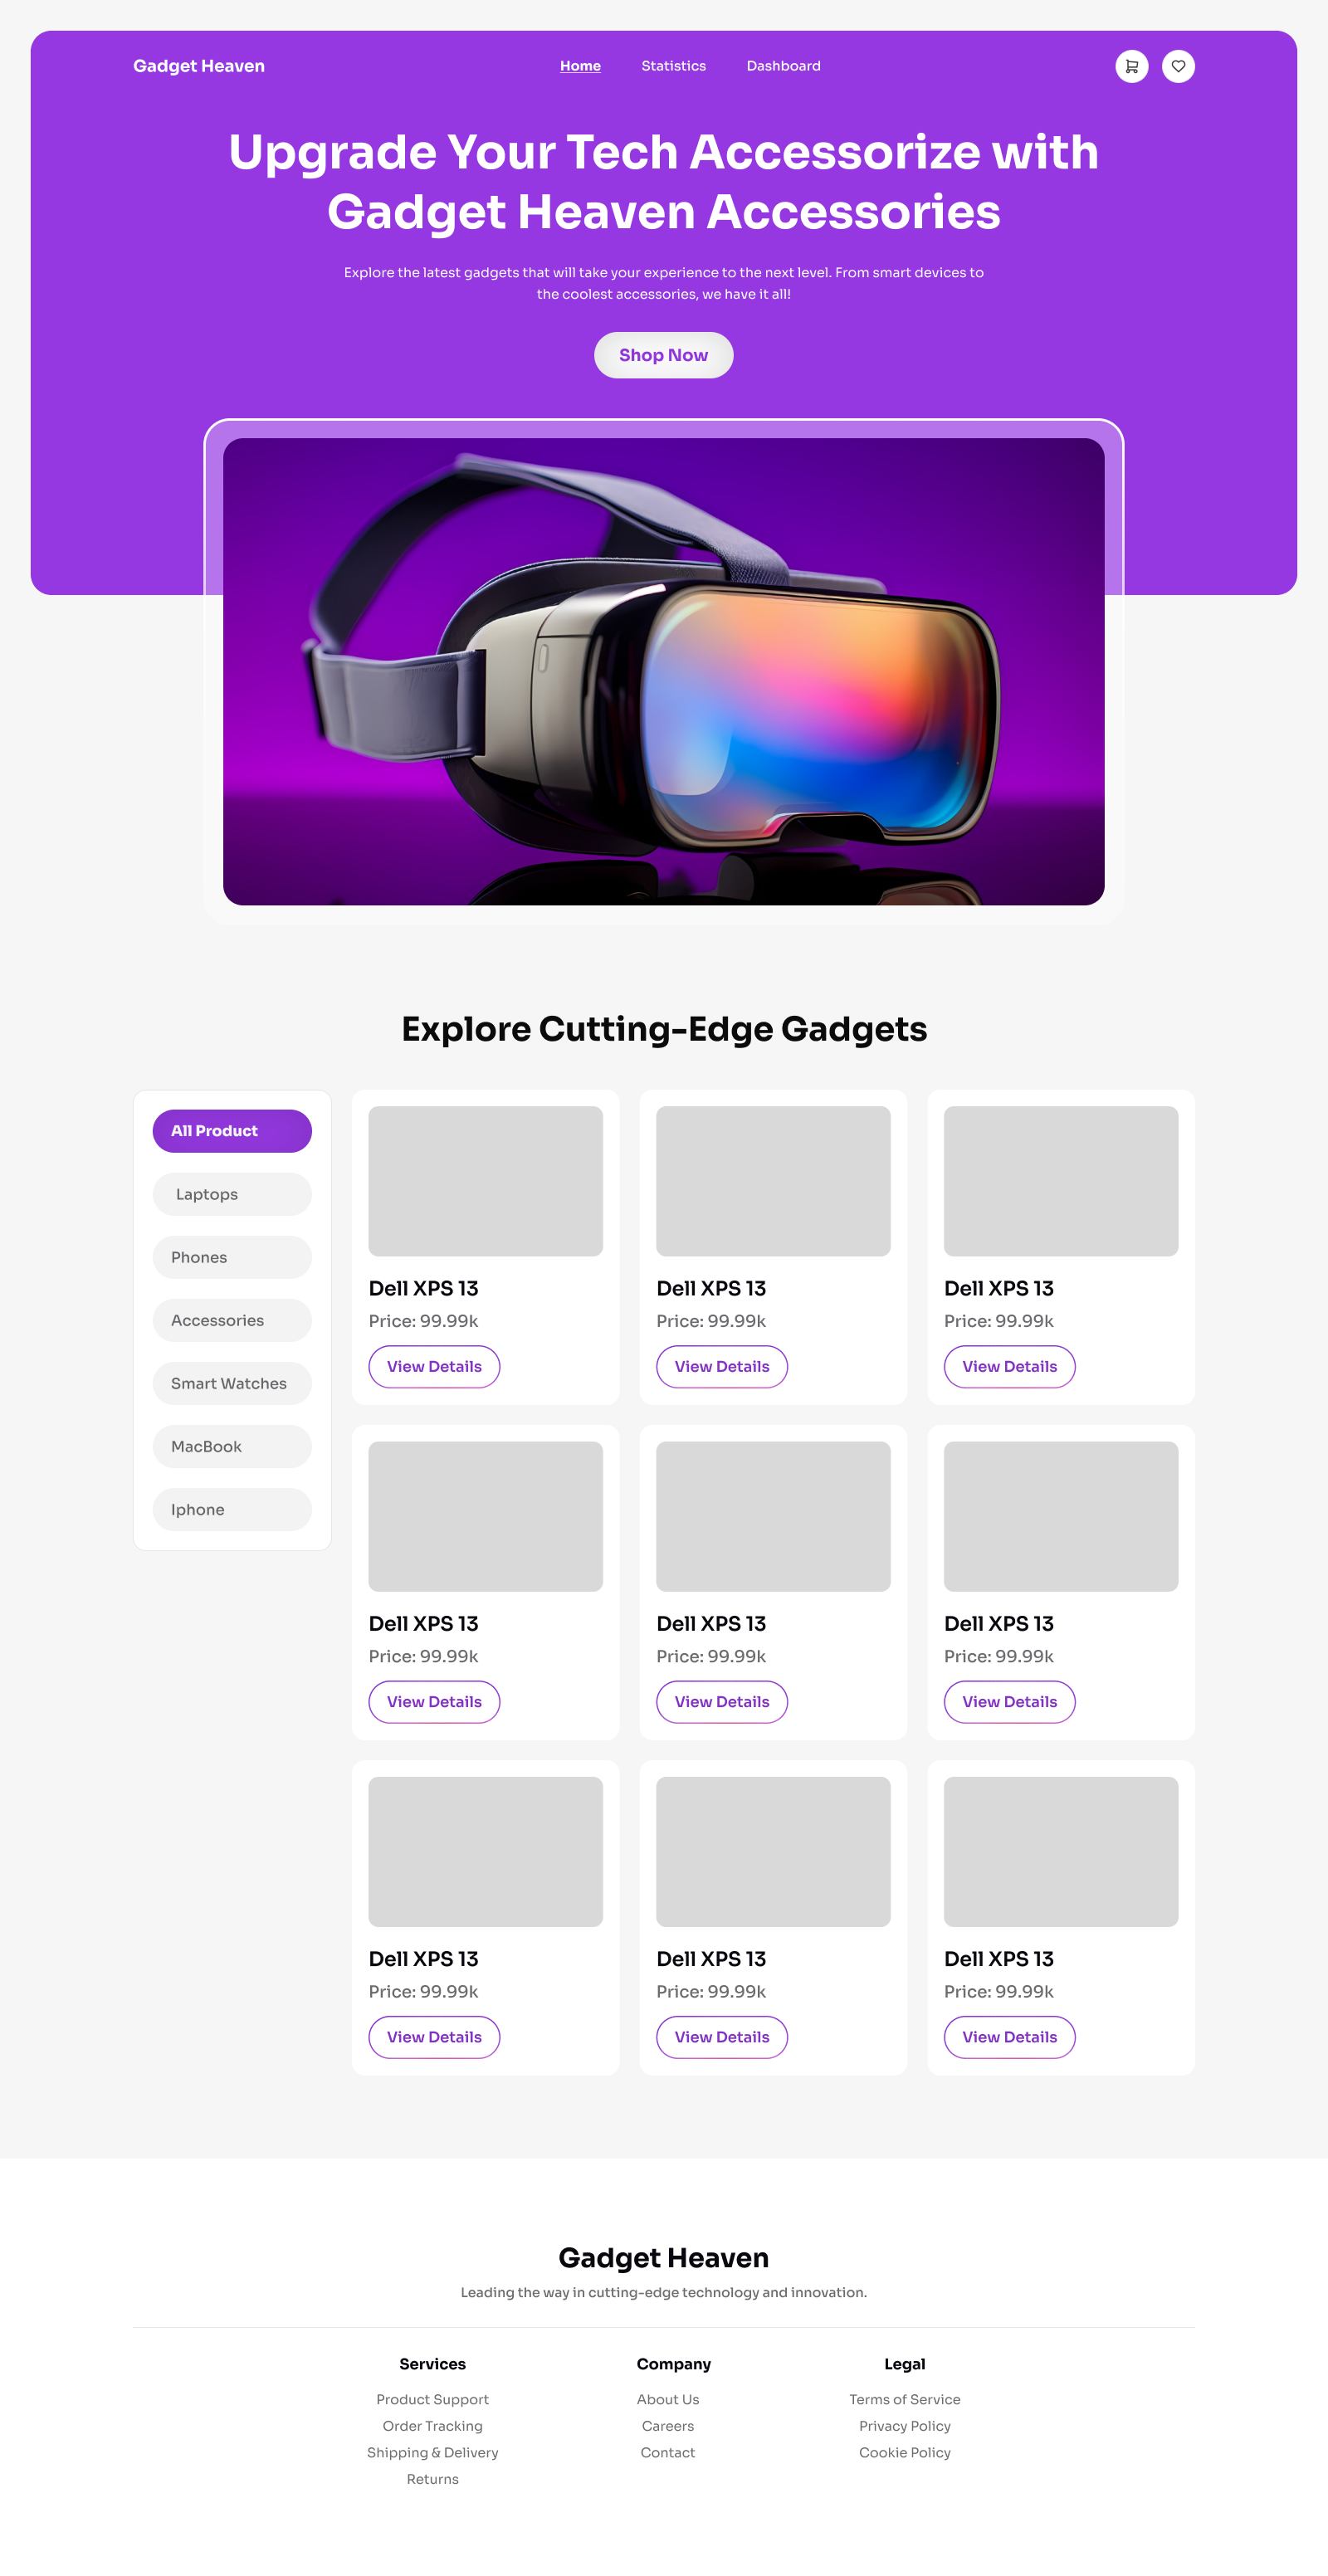 Gadget Heaven
Home
Statistics
Dashboard
Upgrade Your Tech Accessorize with
Gadget Heaven Accessories
Explore the latest gadgets that will take your experience to the next level. From smart devices to
the coolest accessories, we have it all!
Shop Now
Explore Cutting-Edge Gadgets
All Product
Laptops
Phones
Accessories
Smart Watches
MacBook
Iphone
Dell XPS 13
Price: 99.99k
View Details
Dell XPS 13
Price: 99.99k
View Details
Dell XPS 13
Price: 99.99k
View Details
Dell XPS 13
Price: 99.99k
View Details
Dell XPS 13
Price: 99.99k
View Details
Dell XPS 13
Price: 99.99k
View Details
Dell XPS 13
Price: 99.99k
View Details
Dell XPS 13
Price: 99.99k
View Details
Dell XPS 13
Price: 99.99k
View Details
Gadget Heaven
Leading the way in cutting-edge technology and innovation.
Services
Product Support
Order Tracking
Shipping & Delivery
Returns
Company
About Us
Careers
Contact
Legal
Terms of Service
Privacy Policy
Cookie Policy